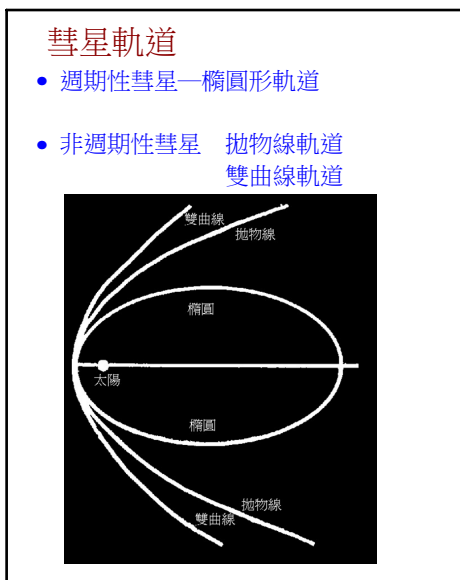 彗星軌道
• 週期性彗星—橢圓形軌道
• 非週期性彗星 拋物線軌道
雙曲線軌道
雙曲線
拋物線
橢圓
太陽
橢圓
拋物線
雙曲線